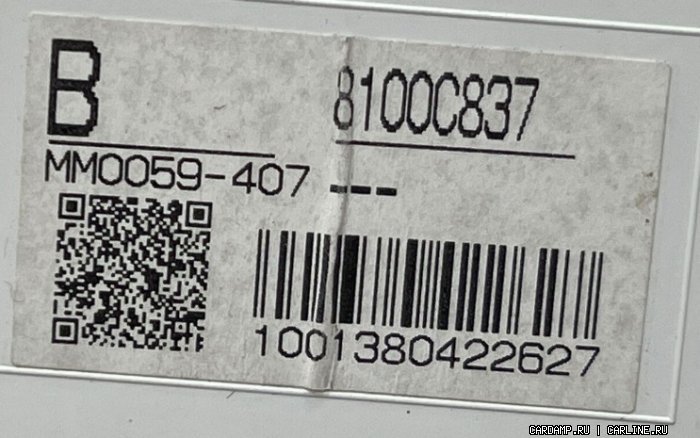 B 8100C837
MM0059-407 ---
1001380422627
CARDAMP.RU | CARLINE.RU